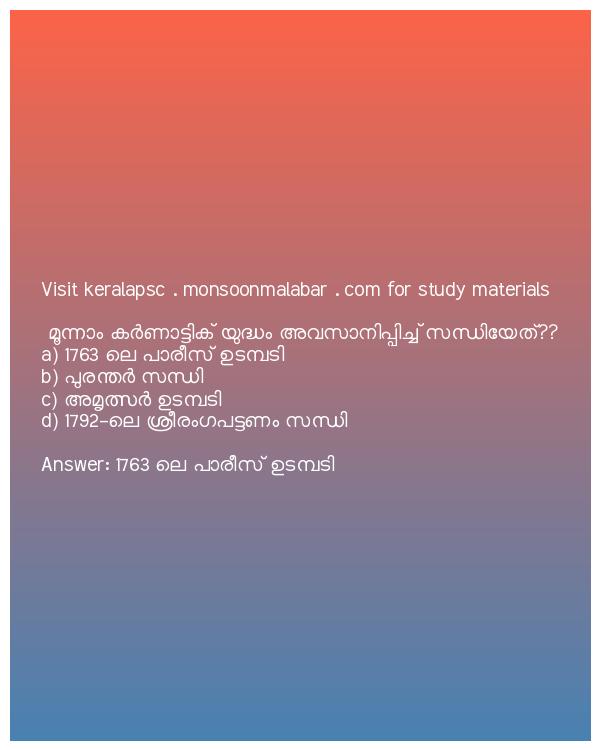 Visit keralapsc . monsoonmalabar . com for study materials
മൂന്നാം കർണാട്ടിക് യുദ്ധം അവസാനിപ്പിച്ച് സന്ധിയേത്??
a) 1763 ലെ പാരീസ് ഉടമ്പടി
b) പുരന്തർ സന്ധി
c) അമൃത്സർ ഉടമ്പടി
d) 1792-ലെ ശ്രീരംഗപട്ടണം സന്ധി
Answer: 1763 ലെ പാരീസ് ഉടമ്പടി